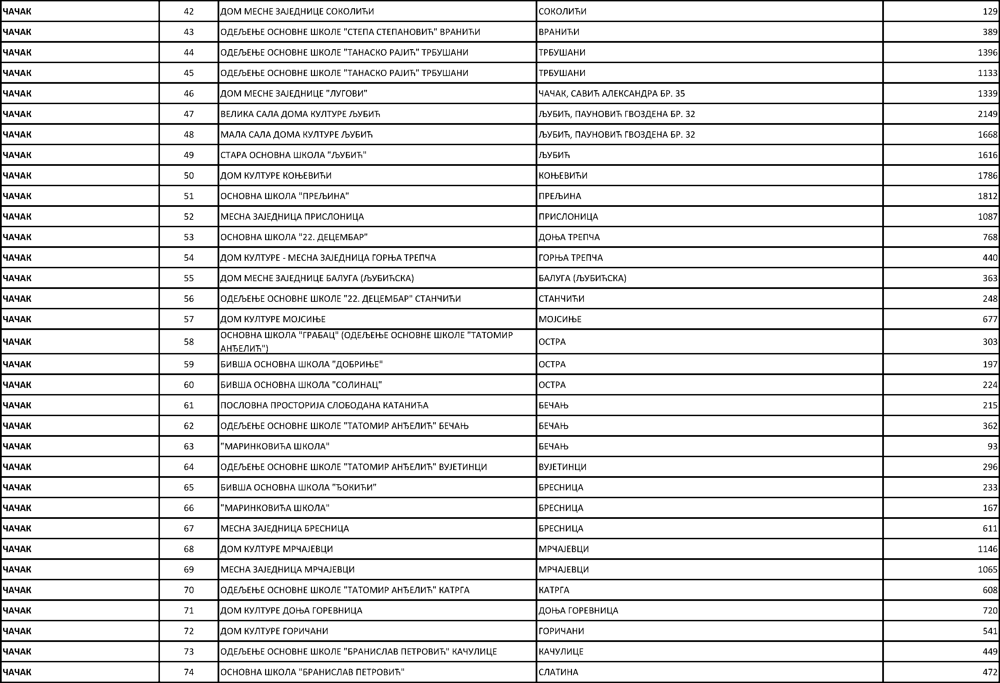 ЧАЧАК 42 ДОМ МЕСНЕ ЗАЈЕДНИЦЕ СОКОЛИЋИ СОКОЛИЋИ 129
ЧАЧАК 43 ОДЕЉЕЊЕ ОСНОВНЕ ШКОЛЕ "СТЕПА СТЕПАНОВИЋ" ВРАНИЋИ ВРАНИЋИ 389
ЧАЧАК 44 ОДЕЉЕЊЕ ОСНОВНЕ ШКОЛЕ "ТАНАСКО РАЈИЋ" ТРБУШАНИ ТРБУШАНИ 1396
ЧАЧАК 45 ОДЕЉЕЊЕ ОСНОВНЕ ШКОЛЕ "ТАНАСКО РАЈИЋ" ТРБУШАНИ ТРБУШАНИ 1133
ЧАЧАК 46 ДОМ МЕСНЕ ЗАЈЕДНИЦЕ "ЛУГОВИ" ЧАЧАК, САВИЋ АЛЕКСАНДРА БР. 35 1339
ЧАЧАК 47 ВЕЛИКА САЛА ДОМА КУЛТУРЕ ЉУБИЋ ЉУБИЋ, ПАУНОВИЋ ГВОЗДЕНА БР. 32 2149
ЧАЧАК 48 МАЛА САЛА ДОМА КУЛТУРЕ ЉУБИЋ ЉУБИЋ, ПАУНОВИЋ ГВОЗДЕНА БР. 32 1668
ЧАЧАК 49 СТАРА ОСНОВНА ШКОЛА "ЉУБИЋ" ЉУБИЋ 1616
ЧАЧАК 50 ДОМ КУЛТУРЕ КОЊЕВИЋИ КОЊЕВИЋИ 1786
ЧАЧАК 51 ОСНОВНА ШКОЛА "ПРЕЉИНА" ПРЕЉИНА 1812
ЧАЧАК 52 МЕСНА ЗАЈЕДНИЦА ПРИСЛОНИЦА ПРИСЛОНИЦА 1087
ЧАЧАК 53 ОСНОВНА ШКОЛА "22. ДЕЦЕМБАР" ДОЊА ТРЕПЧА 768
ЧАЧАК 54 ДОМ КУЛТУРЕ - МЕСНА ЗАЈЕДНИЦА ГОРЊА ТРЕПЧА ГОРЊА ТРЕПЧА 440
ЧАЧАК 55 ДОМ МЕСНЕ ЗАЈЕДНИЦЕ БАЛУГА (ЉУБИЋСКА) БАЛУГА (ЉУБИЋСКА) 363
ЧАЧАК 56 ОДЕЉЕЊЕ ОСНОВНЕ ШКОЛЕ "22. ДЕЦЕМБАР" СТАНЧИЋИ СТАНЧИЋИ 248
ЧАЧАК 57 ДОМ КУЛТУРЕ МОЈСИЊЕ МОЈСИЊЕ 677
ЧАЧАК 58 ОСНОВНА ШКОЛА "ГРАБАЦ" (ОДЕЉЕЊЕ ОСНОВНЕ ШКОЛЕ "ТАТОМИР
АНЂЕЛИЋ") ОСТРА 303
ЧАЧАК 59 БИВША ОСНОВНА ШКОЛА "ДОБРИЊЕ" ОСТРА 197
ЧАЧАК 60 БИВША ОСНОВНА ШКОЛА "СОЛИНАЦ" ОСТРА 224
ЧАЧАК 61 ПОСЛОВНА ПРОСТОРИЈА СЛОБОДАНА КАТАНИЋА БЕЧАЊ 215
ЧАЧАК 62 ОДЕЉЕЊЕ ОСНОВНЕ ШКОЛЕ "ТАТОМИР АНЂЕЛИЋ" БЕЧАЊ БЕЧАЊ 362
ЧАЧАК 63 "МАРИНКОВИЋА ШКОЛА" БЕЧАЊ 93
ЧАЧАК 64 ОДЕЉЕЊЕ ОСНОВНЕ ШКОЛЕ "ТАТОМИР АНЂЕЛИЋ" ВУЈЕТИНЦИ ВУЈЕТИНЦИ 296
ЧАЧАК 65 БИВША ОСНОВНА ШКОЛА "ЂОКИЋИ" БРЕСНИЦА 233
ЧАЧАК 66 "МАРИНКОВИЋА ШКОЛА" БРЕСНИЦА 167
ЧАЧАК 67 МЕСНА ЗАЈЕДНИЦА БРЕСНИЦА БРЕСНИЦА 611
ЧАЧАК 68 ДОМ КУЛТУРЕ МРЧАЈЕВЦИ МРЧАЈЕВЦИ 1146
ЧАЧАК 69 МЕСНА ЗАЈЕДНИЦА МРЧАЈЕВЦИ МРЧАЈЕВЦИ 1065
ЧАЧАК 70 ОДЕЉЕЊЕ ОСНОВНЕ ШКОЛЕ "ТАТОМИР АНЂЕЛИЋ" КАТРГА КАТРГА 608
ЧАЧАК 71 ДОМ КУЛТУРЕ ДОЊА ГОРЕВНИЦА ДОЊА ГОРЕВНИЦА 720
ЧАЧАК 72 ДОМ КУЛТУРЕ ГОРИЧАНИ ГОРИЧАНИ 541
ЧАЧАК 73 ОДЕЉЕЊЕ ОСНОВНЕ ШКОЛЕ "БРАНИСЛАВ ПЕТРОВИЋ" КАЧУЛИЦЕ КАЧУЛИЦЕ 449
ЧАЧАК 74 ОСНОВНА ШКОЛА "БРАНИСЛАВ ПЕТРОВИЋ" СЛАТИНА 472